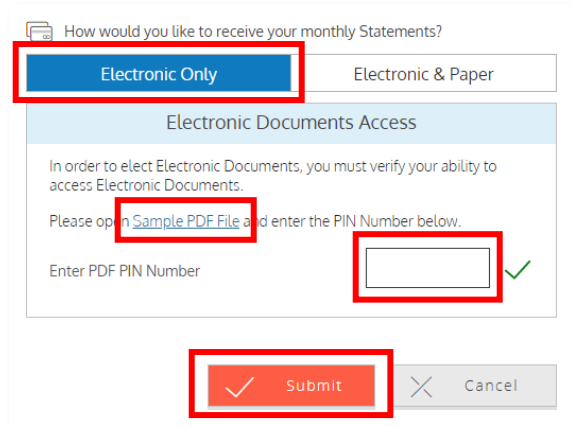 How would you like to receive your monthly Statements?
Electronic Only
Electronic & Paper
Electronic Documents Access
In order to elect Electronic Documents, you must verify your ability to
access Electronic Documents.
Please open Sample PDF File and enter the PIN Number below.
Enter PDF PIN Number
Submit
Cancel